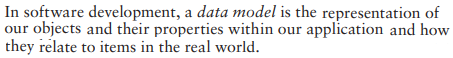 In software development, a data model is the representation of
our objects and their properties within our application and how
they relate to items in the real world.